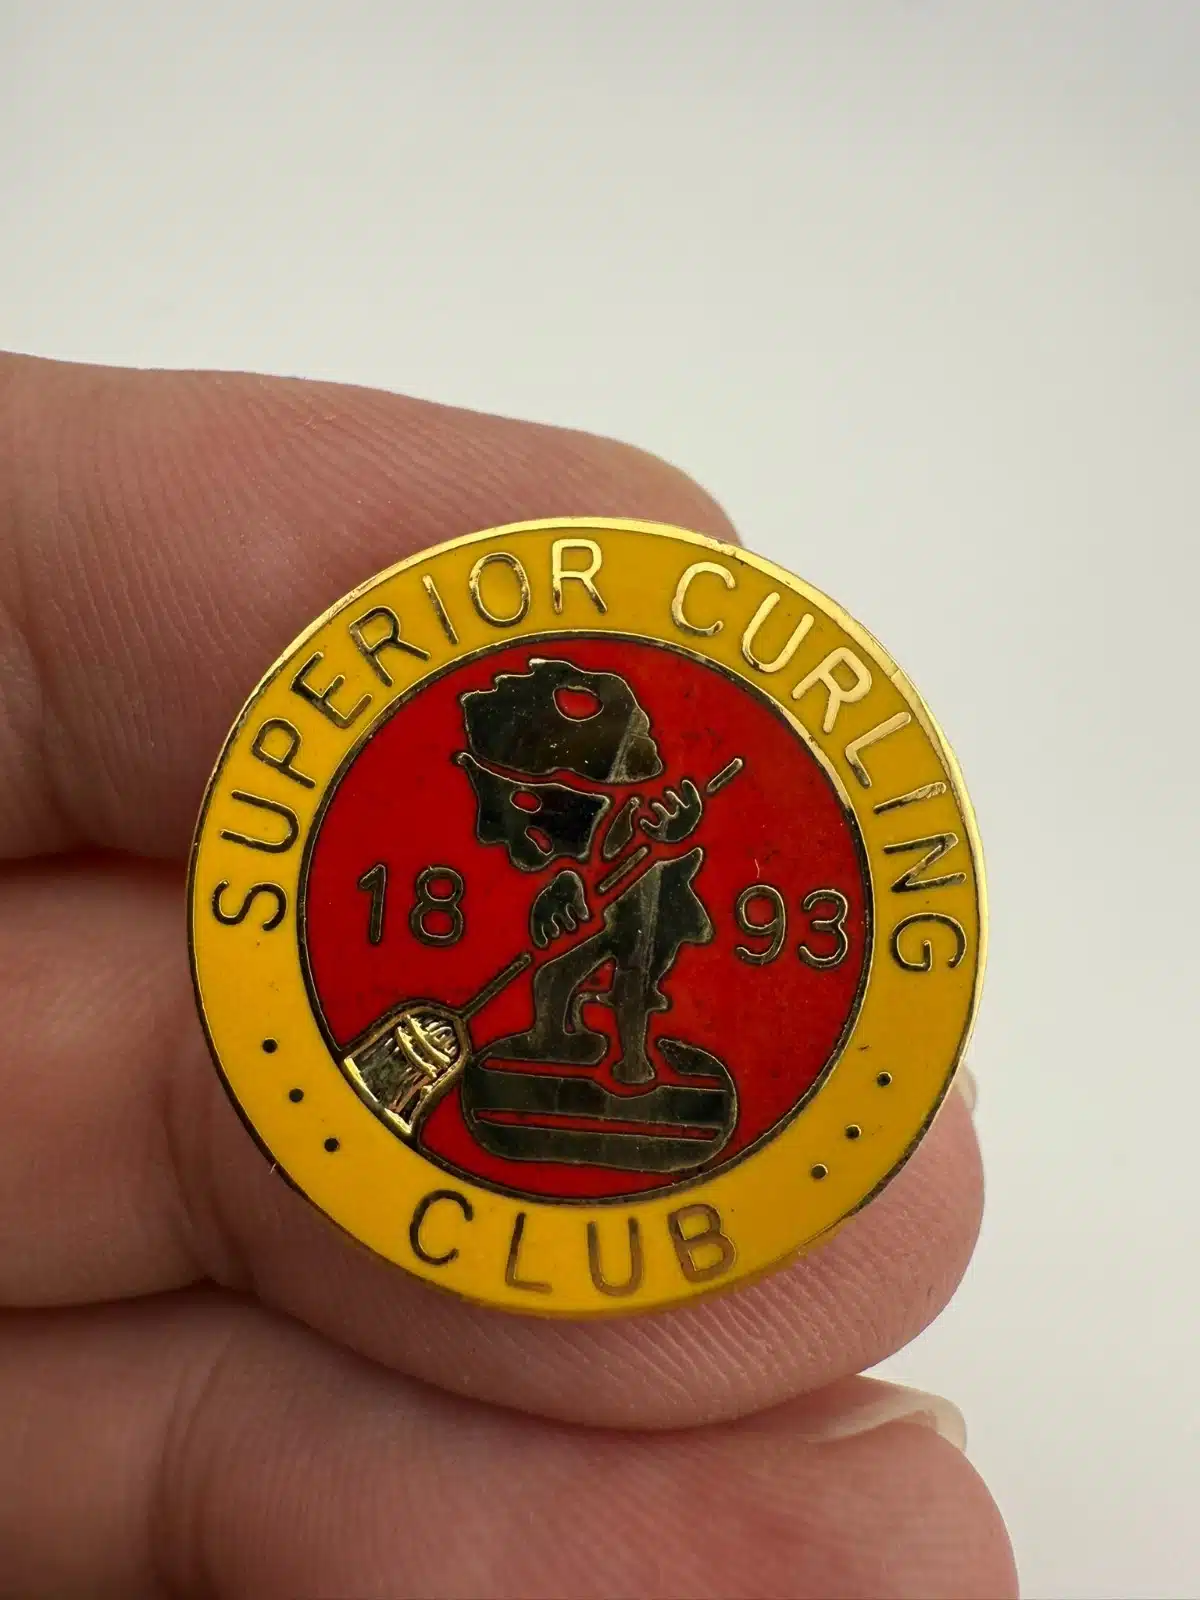 SUPERIOR CURLING
18 93
CLUB